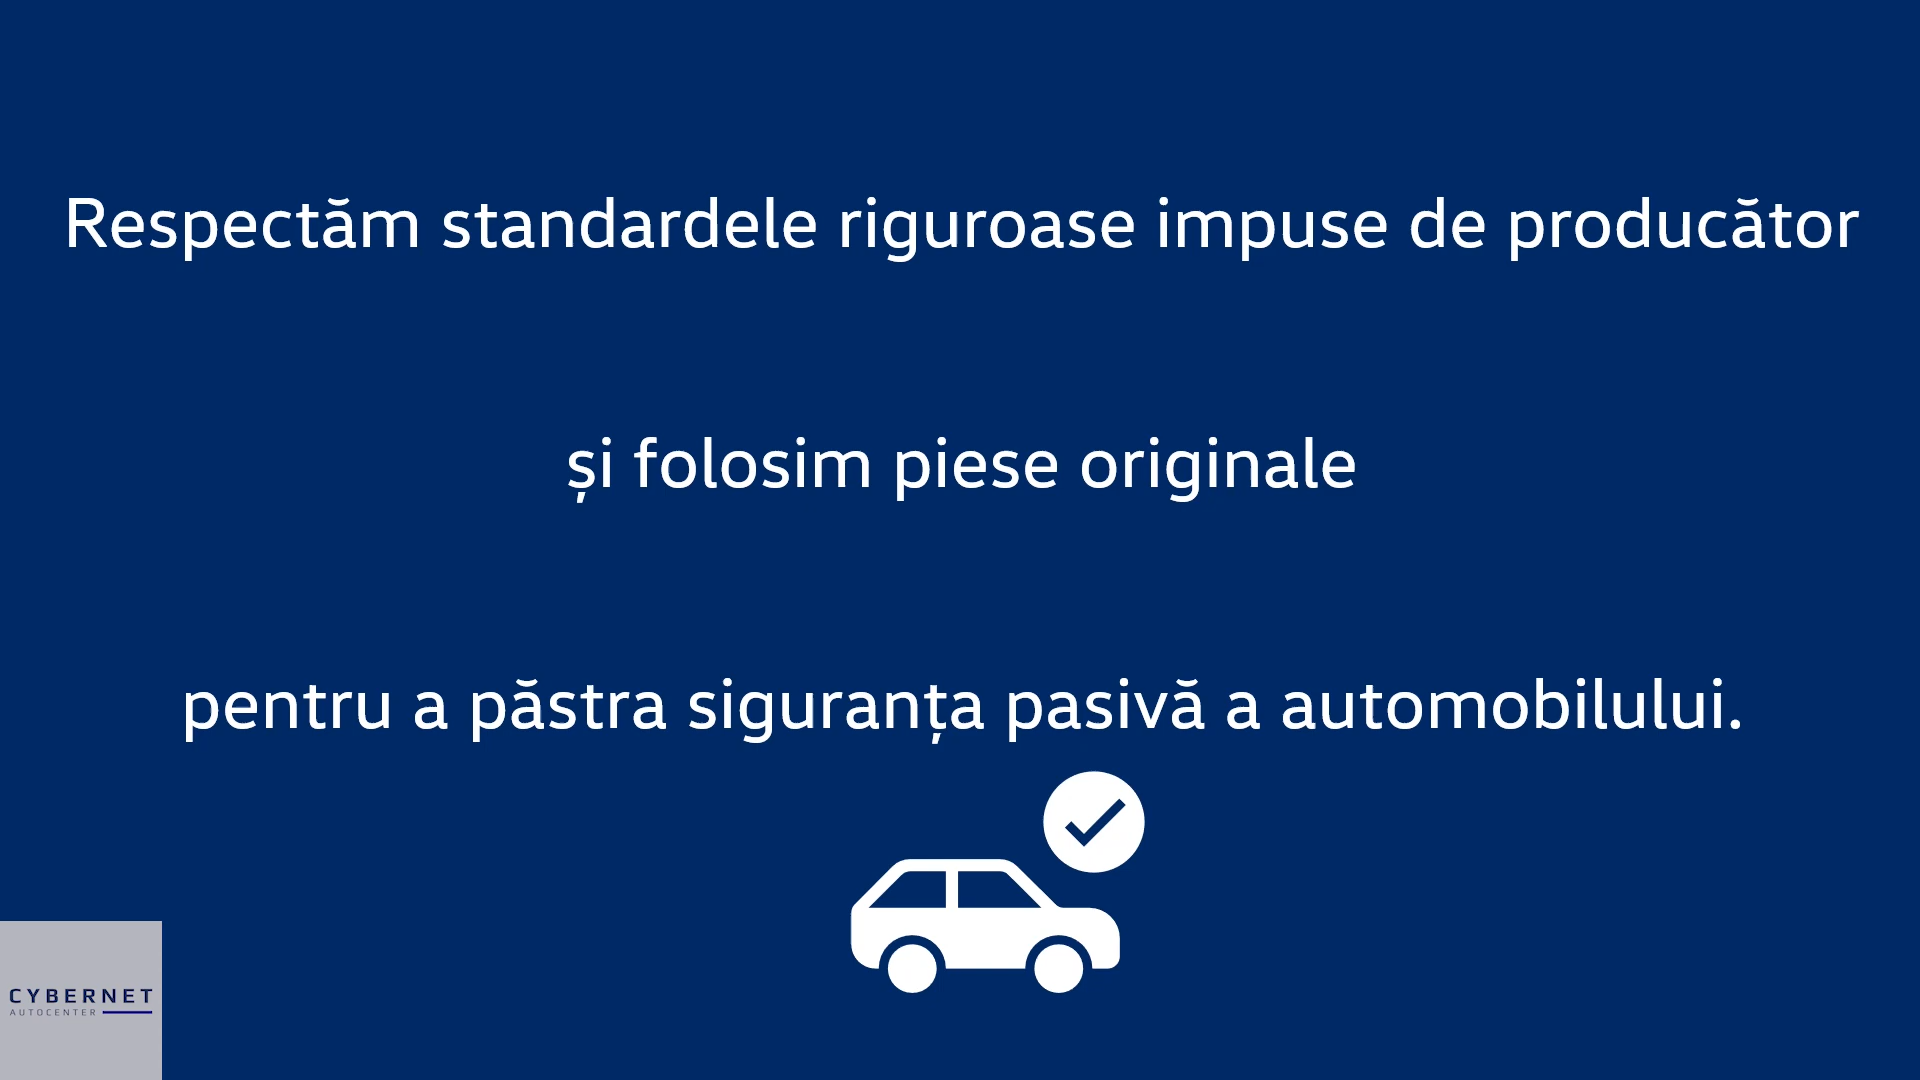 Respectăm standardele riguroase impuse de producător
și folosim piese originale
pentru a păstra siguranța pasivă a automobilului.
CYBERNET
AUTOCENTER